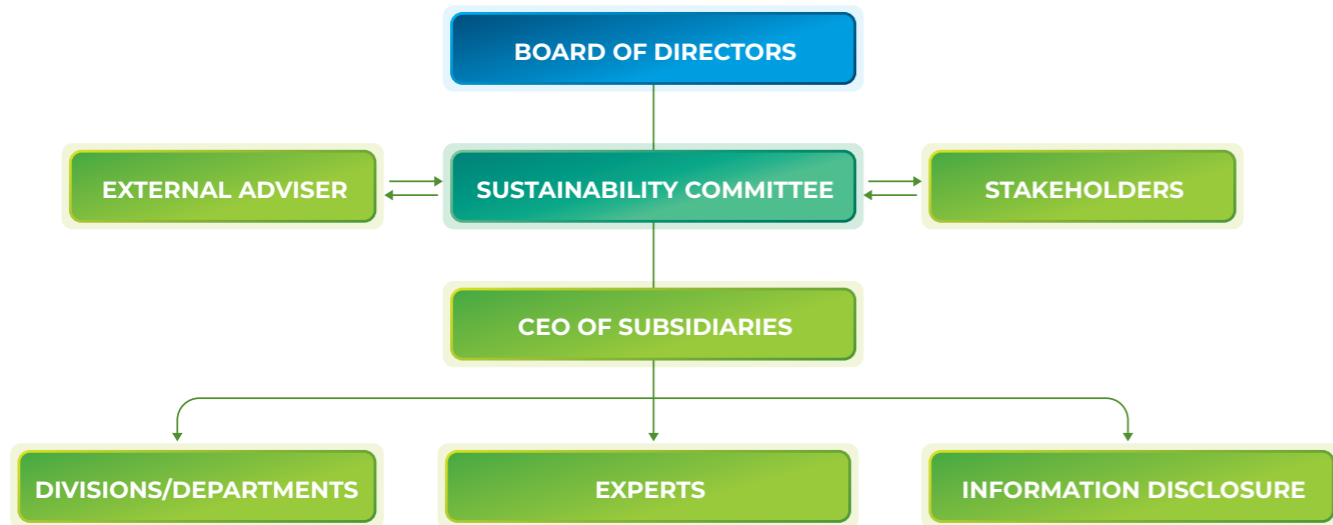 BOARD OF DIRECTORS
EXTERNAL ADVISER
SUSTAINABILITY COMMITTEE
STAKEHOLDERS
CEO OF SUBSIDIARIES
DIVISIONS/DEPARTMENTS
EXPERTS
INFORMATION DISCLOSURE